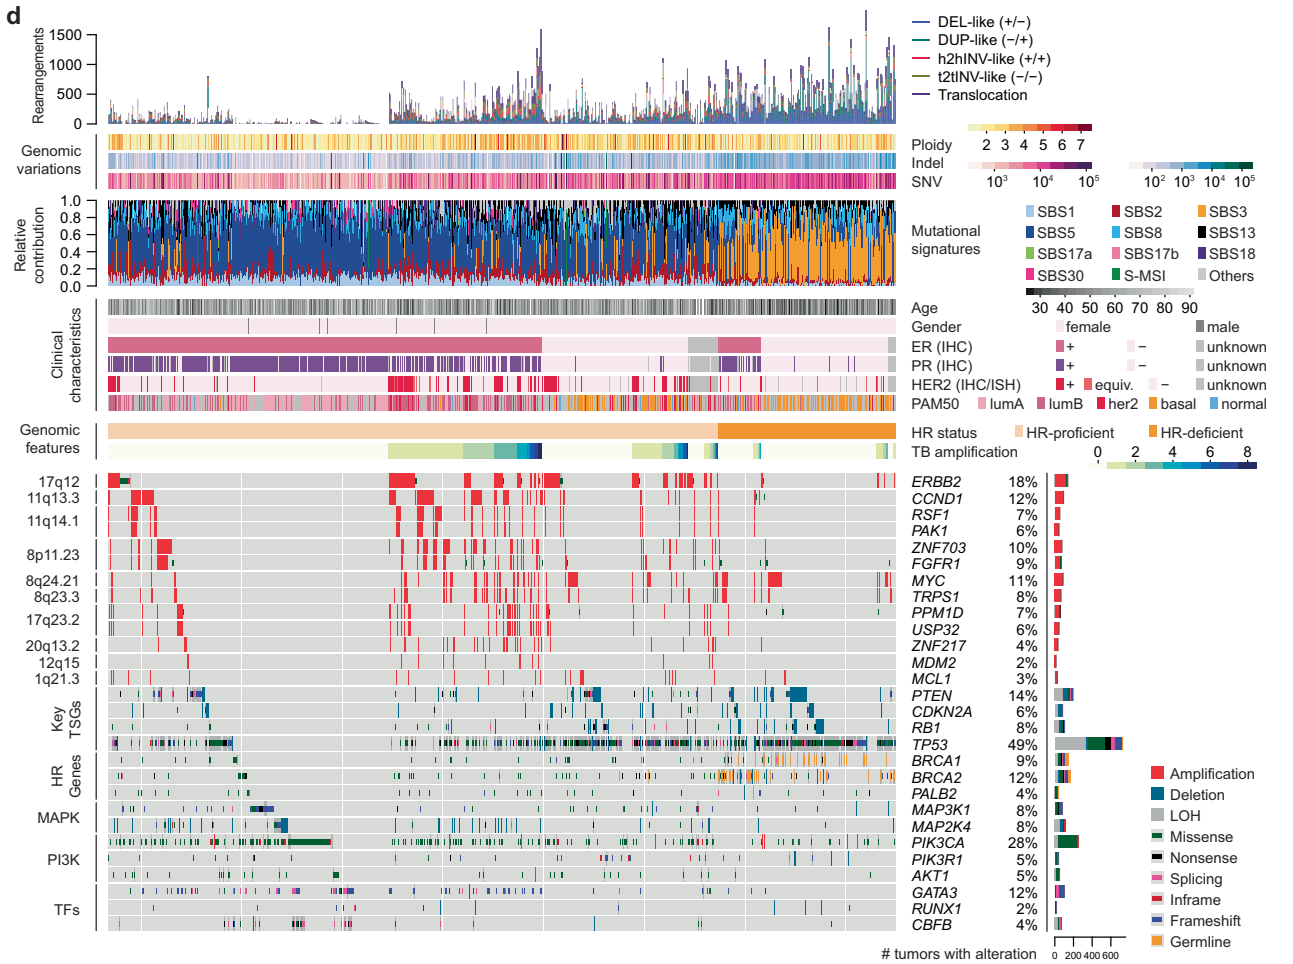 d
Rearrangements
1500
1000
500
0
DEL-like (+/−)
DUP-like (−/+)
h2hINV-like (+/+)
t2tINV-like (−/−)
Translocation
Genomic
variations
Ploidy
2 3 4 5 6 7
Indel
SNV
10³ 10⁴ 10⁵
10² 10³ 10⁴ 10⁵
Relative
contribution
1.0
0.8
0.6
0.4
0.2
0.0
Mutational
signatures
SBS1 SBS2 SBS3
SBS5 SBS8 SBS13
SBS17a SBS17b SBS18
SBS30 S-MSI Others
Clinical
characteristics
Age
30 40 50 60 70 80 90
Gender female male
ER (IHC) + − unknown
PR (IHC) + − unknown
HER2 (IHC/ISH) + equiv. − unknown
PAM50 lumA lumB her2 basal normal
Genomic
features
HR status HR-proficient HR-deficient
TB amplification 0 2 4 6 8
17q12 ERBB2 18%
11q13.3 CCND1 12%
11q14.1 RSF1 7%
PAK1 6%
8p11.23 ZNF703 10%
FGFR1 9%
8q24.21 MYC 11%
8q23.3 TRPS1 8%
17q23.2 PPM1D 7%
USP32 6%
20q13.2 ZNF217 4%
12q15 MDM2 2%
1q21.3 MCL1 3%
Key
TSGs
PTEN 14%
CDKN2A 6%
RB1 8%
TP53 49%
HR
Genes
BRCA1 9%
BRCA2 12%
PALB2 4%
MAPK
MAP3K1 8%
MAP2K4 8%
PI3K
PIK3CA 28%
PIK3R1 5%
AKT1 5%
TFs
GATA3 12%
RUNX1 2%
CBFB 4%
Amplification
Deletion
LOH
Missense
Nonsense
Splicing
Inframe
Frameshift
Germline
# tumors with alteration 0 200 400 600